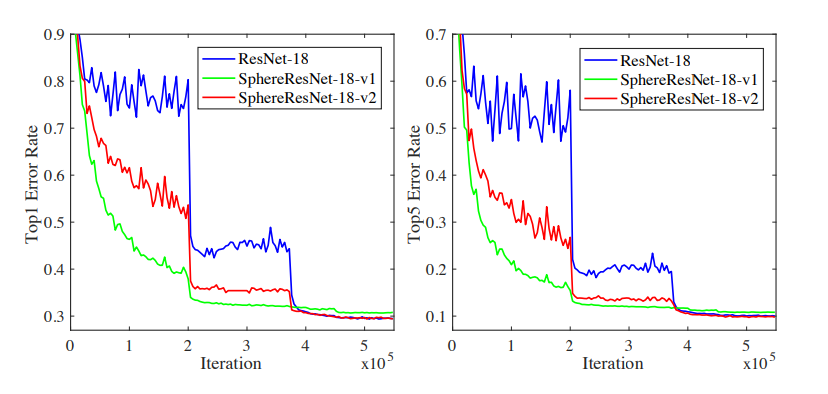 0.9
0.8
0.7
0.6
0.5
0.4
0.3
Top1 Error Rate
ResNet-18
SphereResNet-18-v1
SphereResNet-18-v2
0 1 2 3 4 5
Iteration
x10^5
0.7
0.6
0.5
0.4
0.3
0.2
0.1
Top5 Error Rate
ResNet-18
SphereResNet-18-v1
SphereResNet-18-v2
0 1 2 3 4 5
Iteration
x10^5